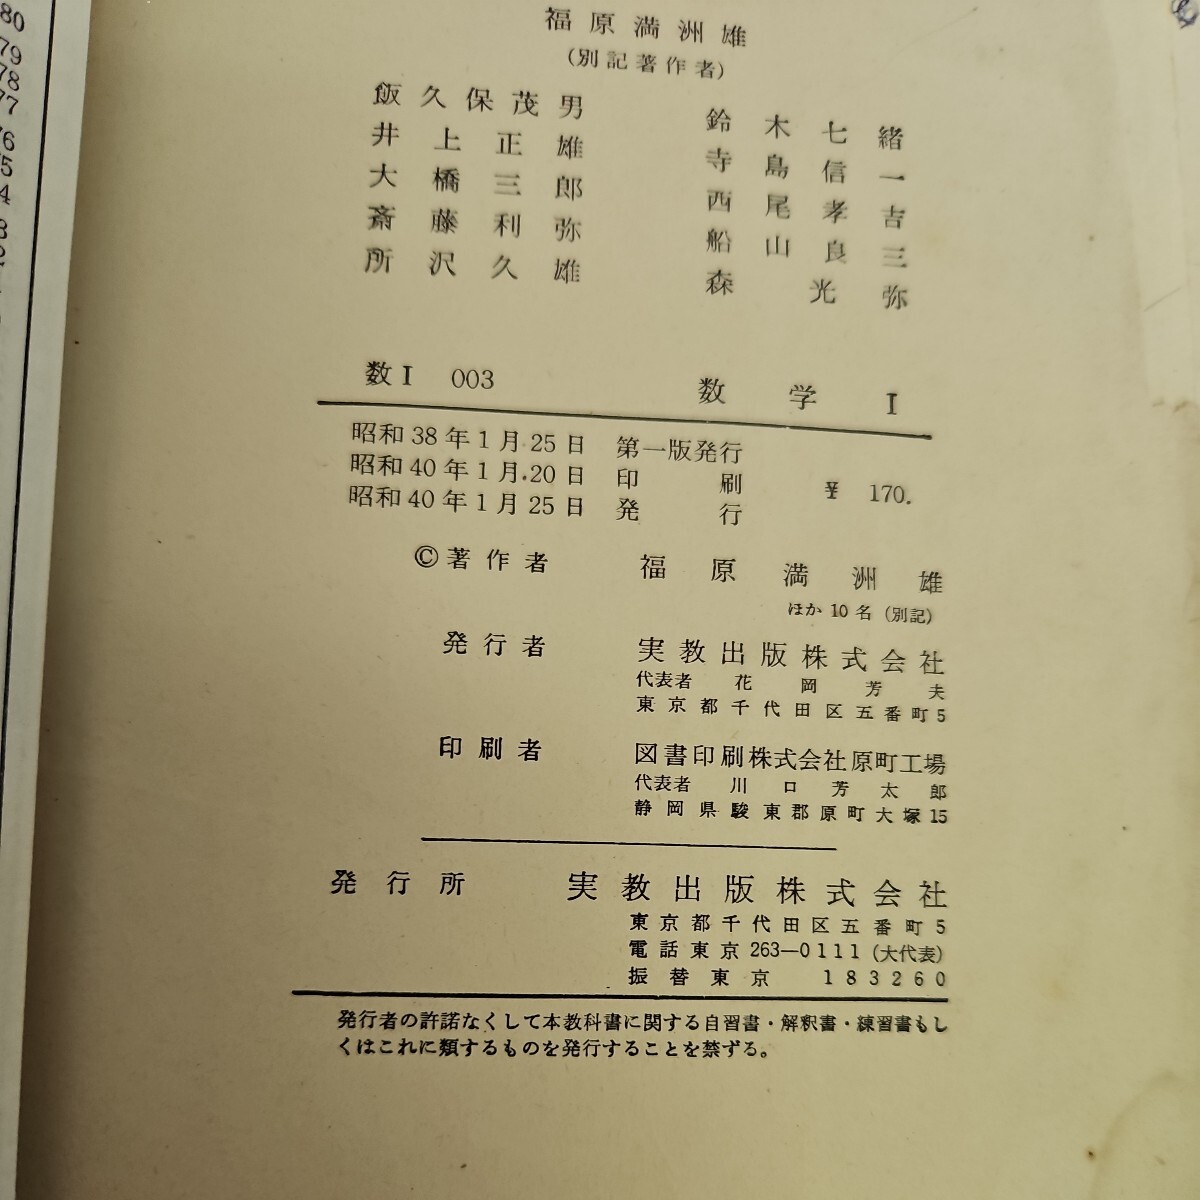 80
79
78
77
76
福原満洲雄
(別記著作者)
飯久保茂男 鈴木七緒
井上正雄 寺島信一
大橋三郎 西尾孝吉
斎藤利弥 船山良三
所沢久雄 森光弥
数I 003 数学I
昭和38年1月25日 第一版発行
昭和40年1月20日 印刷 ¥170.
昭和40年1月25日 発行
©著作者 福原満洲雄
ほか10名(別記)
発行者 実教出版株式会社
代表者 花岡芳夫
東京都千代田区五番町5
印刷者 図書印刷株式会社原町工場
代表者 川口芳太郎
静岡県駿東郡原町大塚15
発行所 実教出版株式会社
東京都千代田区五番町5
電話東京263―0111(大代表)
振替東京 183260
発行者の許諾なくして本教科書に関する自習書・解釈書・練習書もし
くはこれに類するものを発行することを禁ずる。